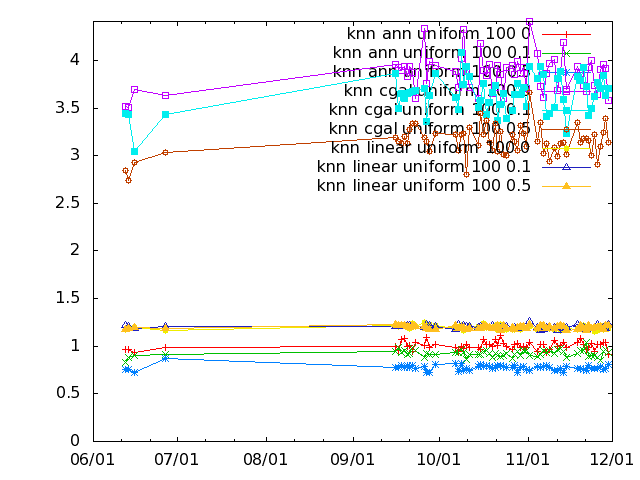 knn ann uniform 100 0
knn ann uniform 100 0.1
knn ann uniform 100 0.5
knn cgal uniform 100 0
knn cgal uniform 100 0.1
knn cgal uniform 100 0.5
knn linear uniform 100 0
knn linear uniform 100 0.1
knn linear uniform 100 0.5
4
3.5
3
2.5
2
1.5
1
0.5
0
06/01 07/01 08/01 09/01 10/01 11/01 12/01